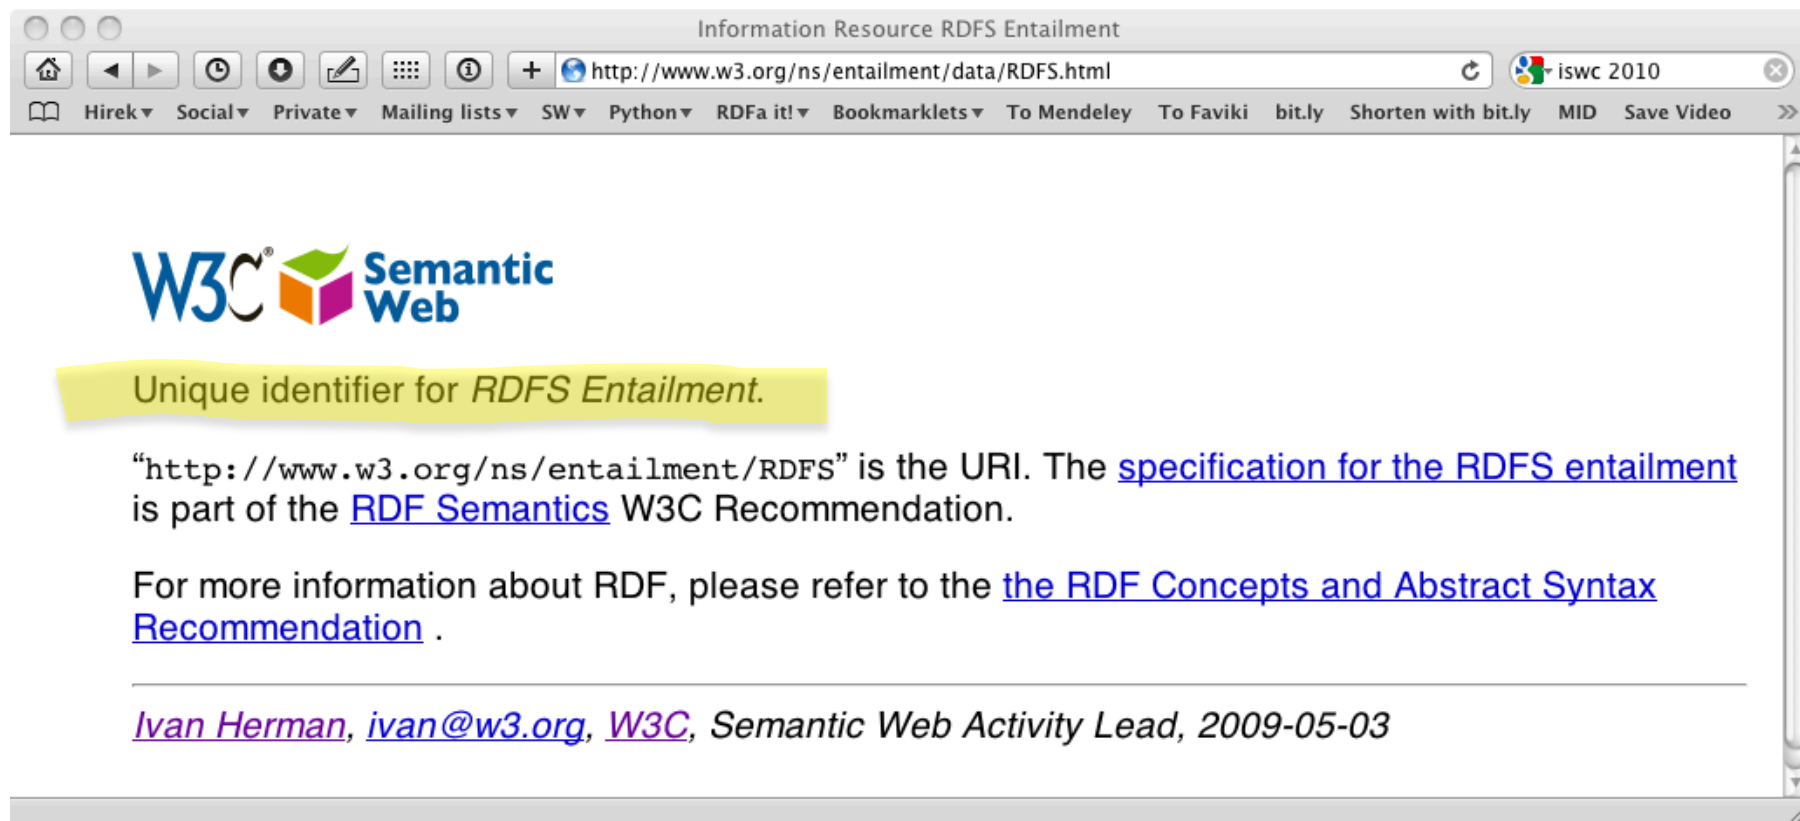 Information Resource RDFS Entailment
http://www.w3.org/ns/entailment/data/RDFS.html iswc 2010
Hirek Social Private Mailing lists SW Python RDFa it! Bookmarklets To Mendeley To Faviki bit.ly Shorten with bit.ly MID Save Video
W3C® Semantic
Web
Unique identifier for RDFS Entailment.
“http://www.w3.org/ns/entailment/RDFS” is the URI. The specification for the RDFS entailment
is part of the RDF Semantics W3C Recommendation.
For more information about RDF, please refer to the the RDF Concepts and Abstract Syntax
Recommendation .
Ivan Herman, ivan@w3.org, W3C, Semantic Web Activity Lead, 2009-05-03